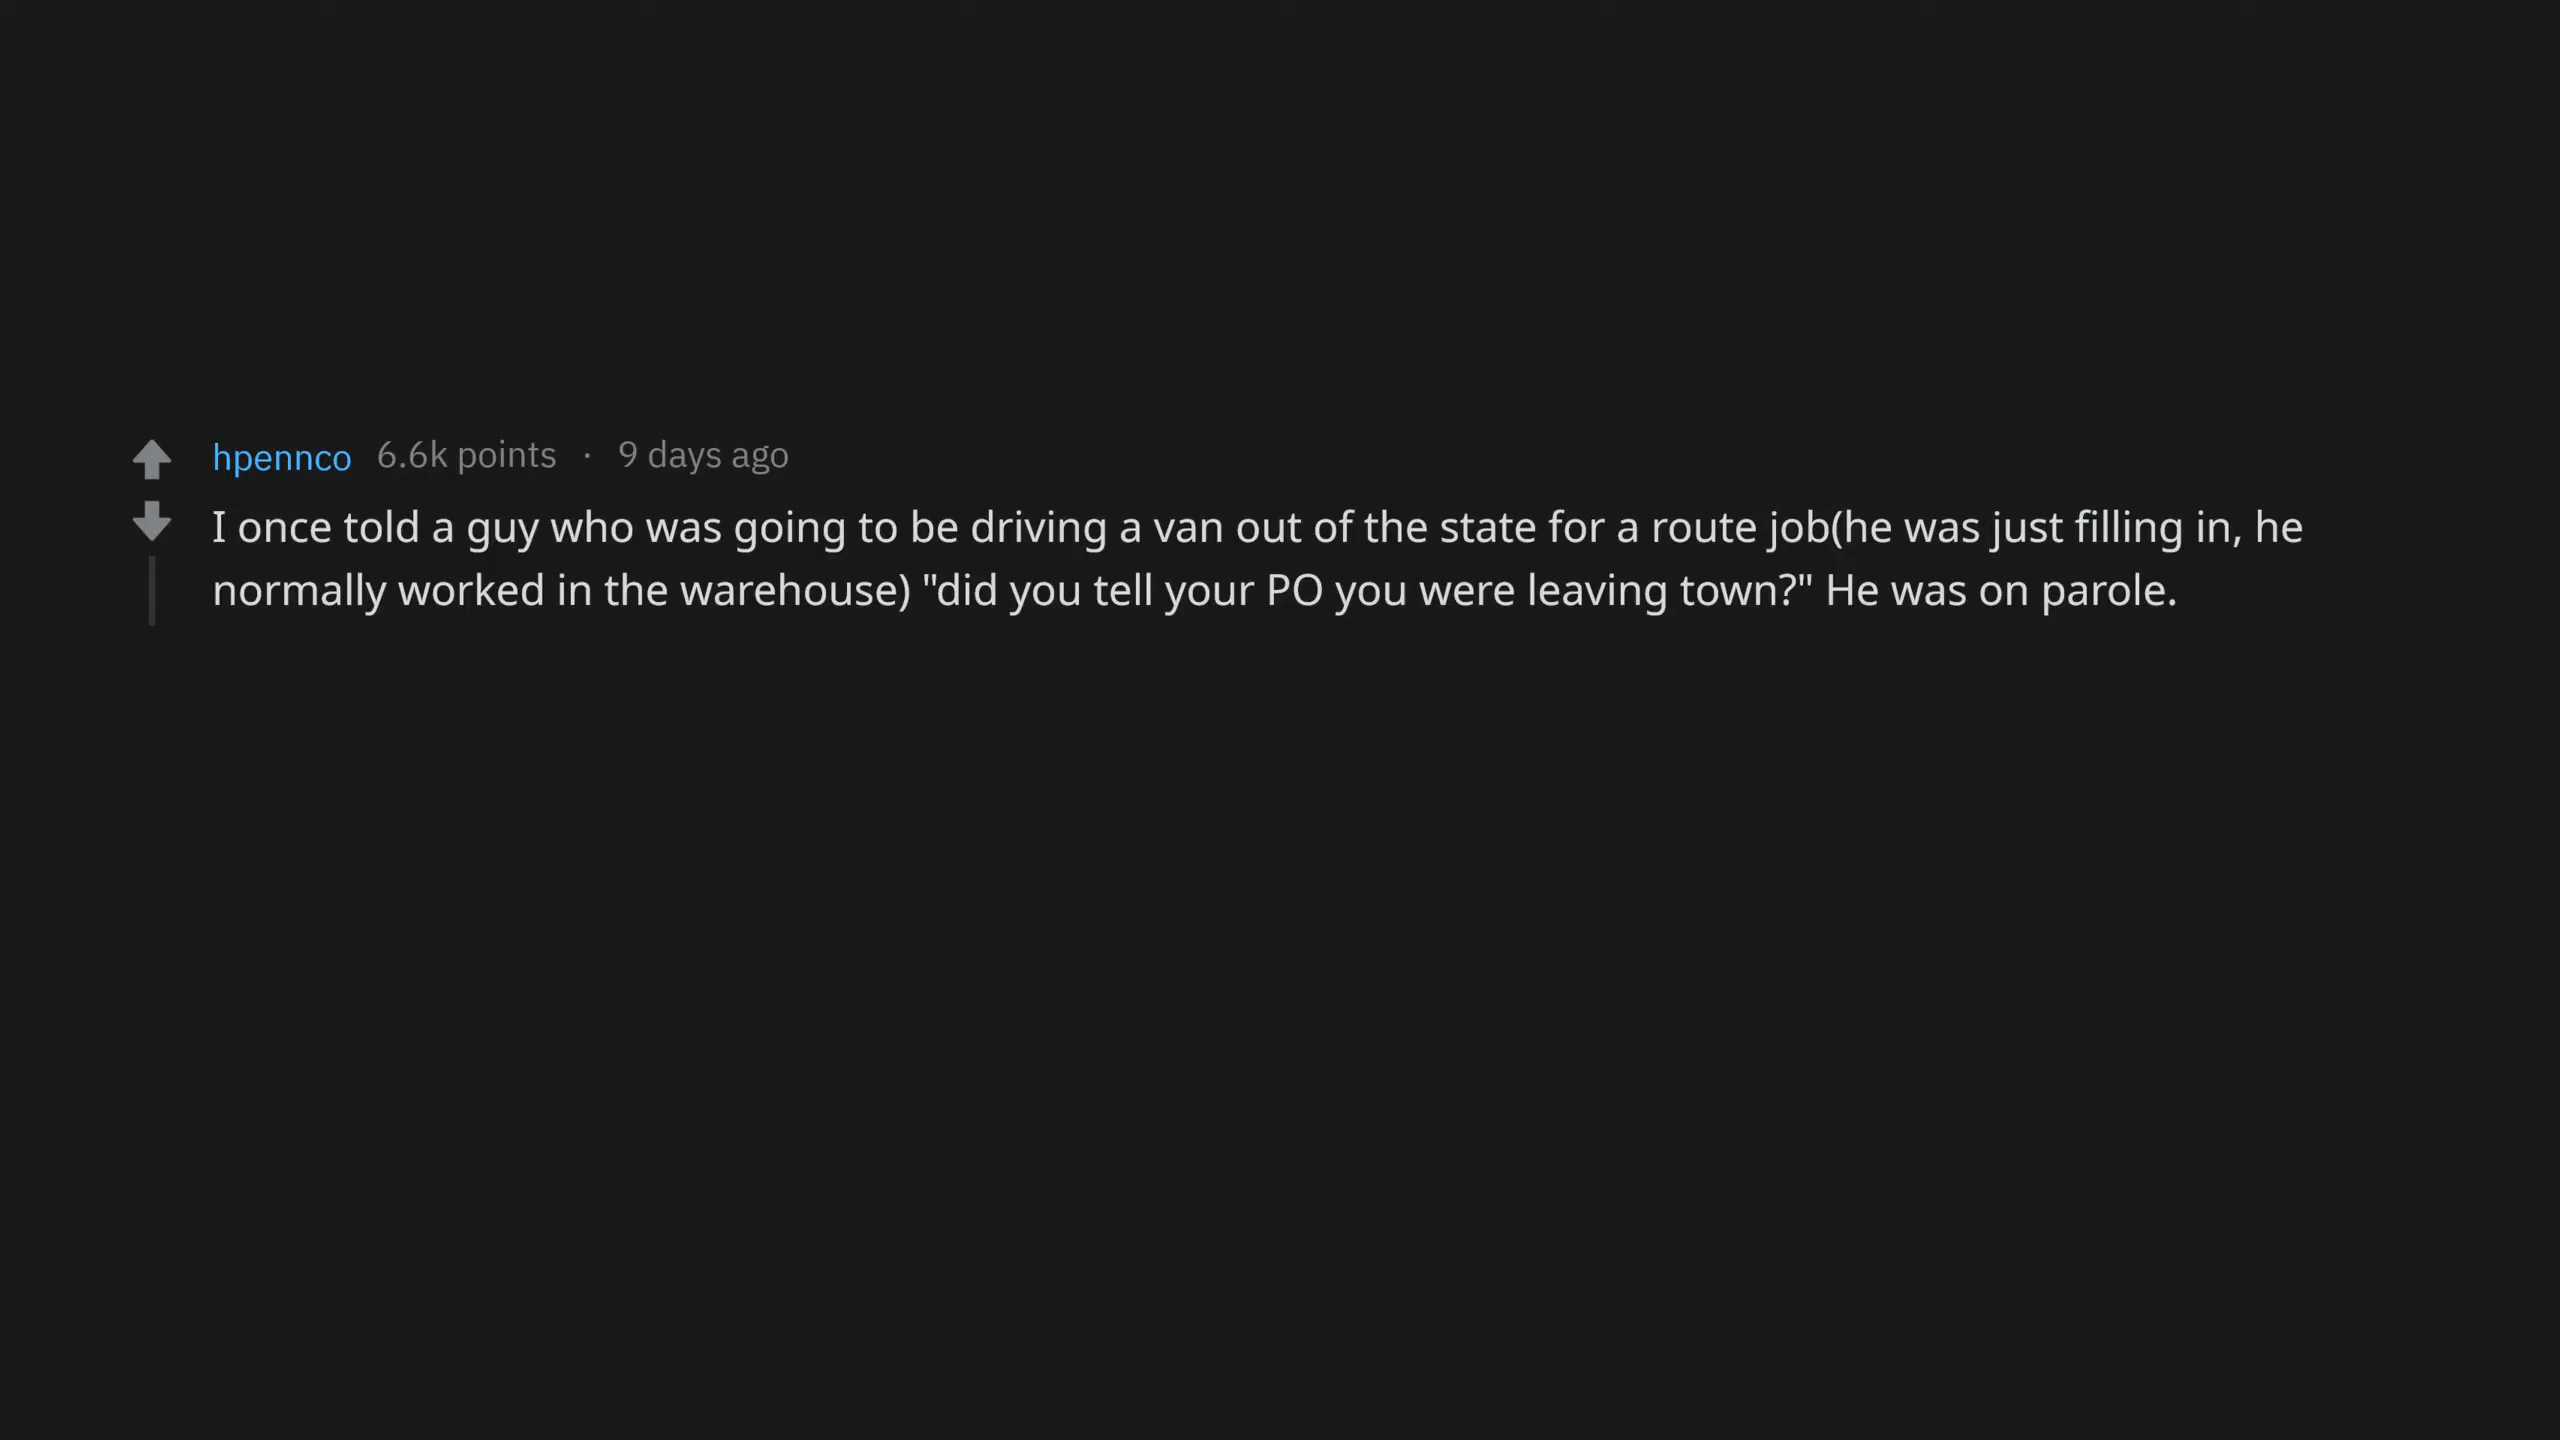 hpennco 6.6k points · 9 days ago
I once told a guy who was going to be driving a van out of the state for a route job(he was just filling in, he
normally worked in the warehouse) "did you tell your PO you were leaving town?" He was on parole.